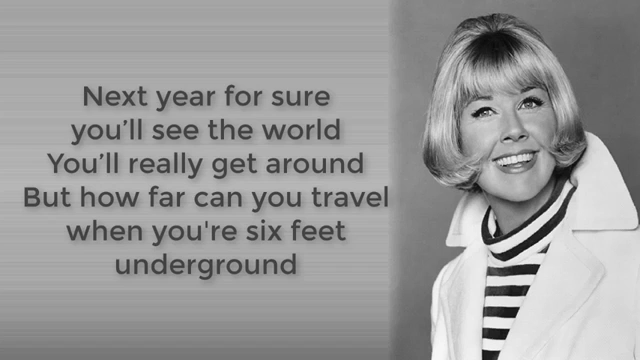 Next year for sure
you’ll see the world
You’ll really get around
But how far can you travel
when you're six feet
underground